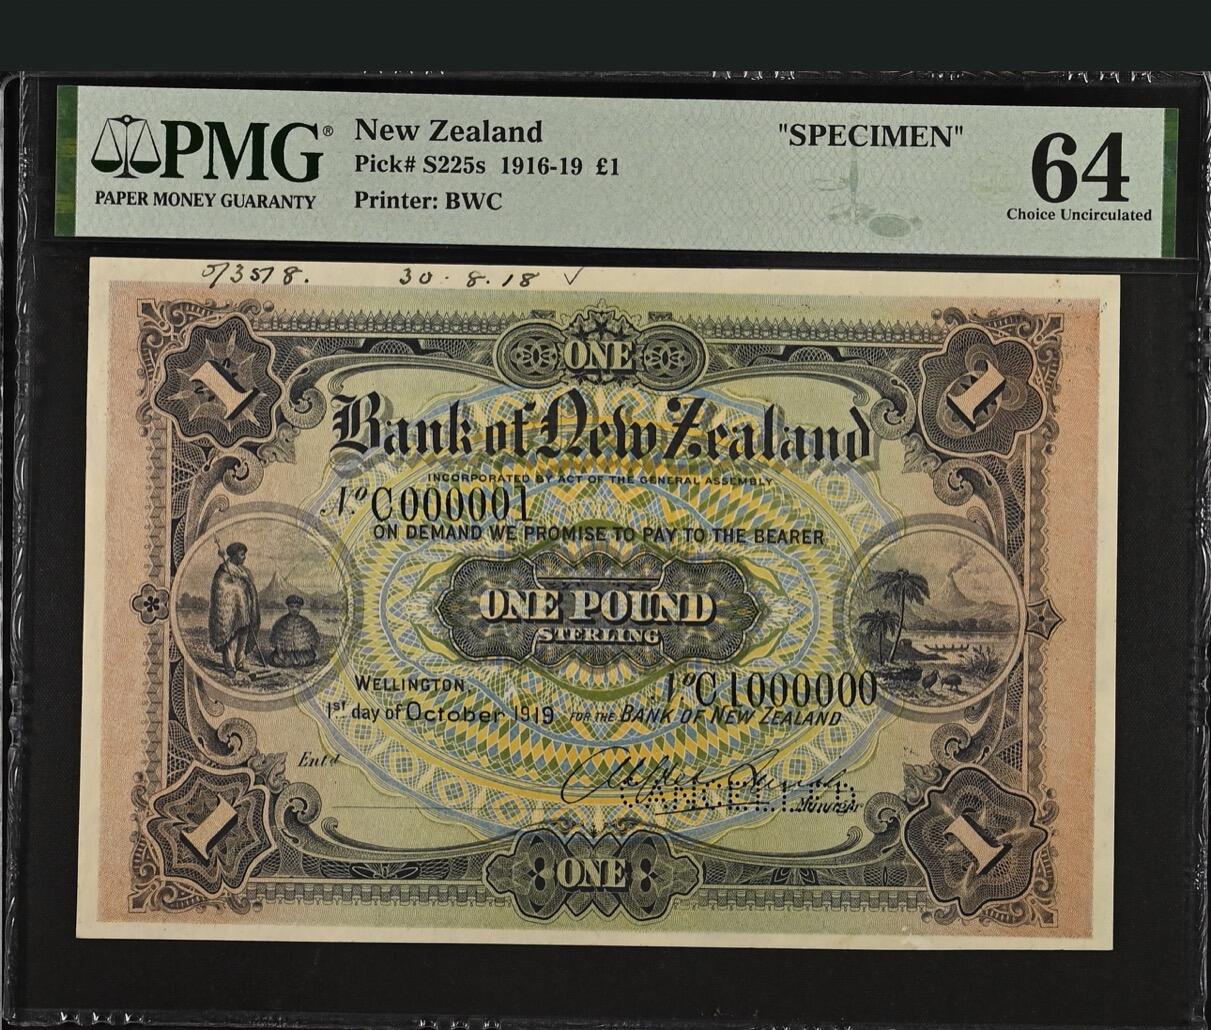 PMG®
PAPER MONEY GUARANTY
New Zealand
Pick# S225s 1916-19 £1
Printer: BWC
"SPECIMEN"
64
Choice Uncirculated
30.8.18 ✓
ONE
1 1
Bank of New Zealand
INCORPORATED BY ACT OF THE GENERAL ASSEMBLY
No C000001
ON DEMAND WE PROMISE TO PAY TO THE BEARER
ONE POUND
STERLING
WELLINGTON,
No C1000000
1st day of October 1919 FOR THE BANK OF NEW ZEALAND
Ent'd
1 1
ONE